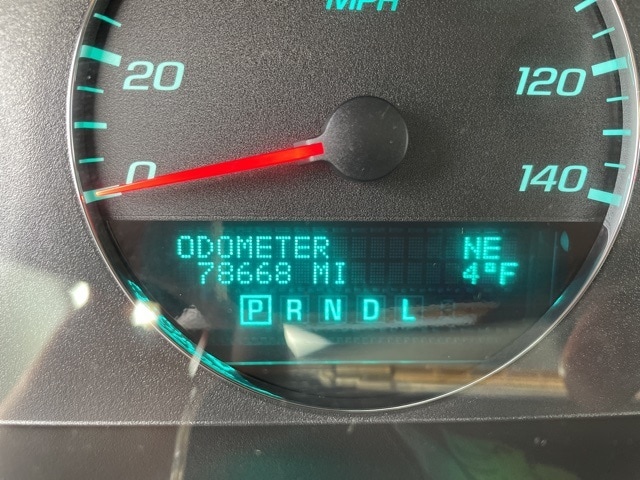 MPH
20
120
0
140
ODOMETER NE
78668 MI 4°F
P R N D L